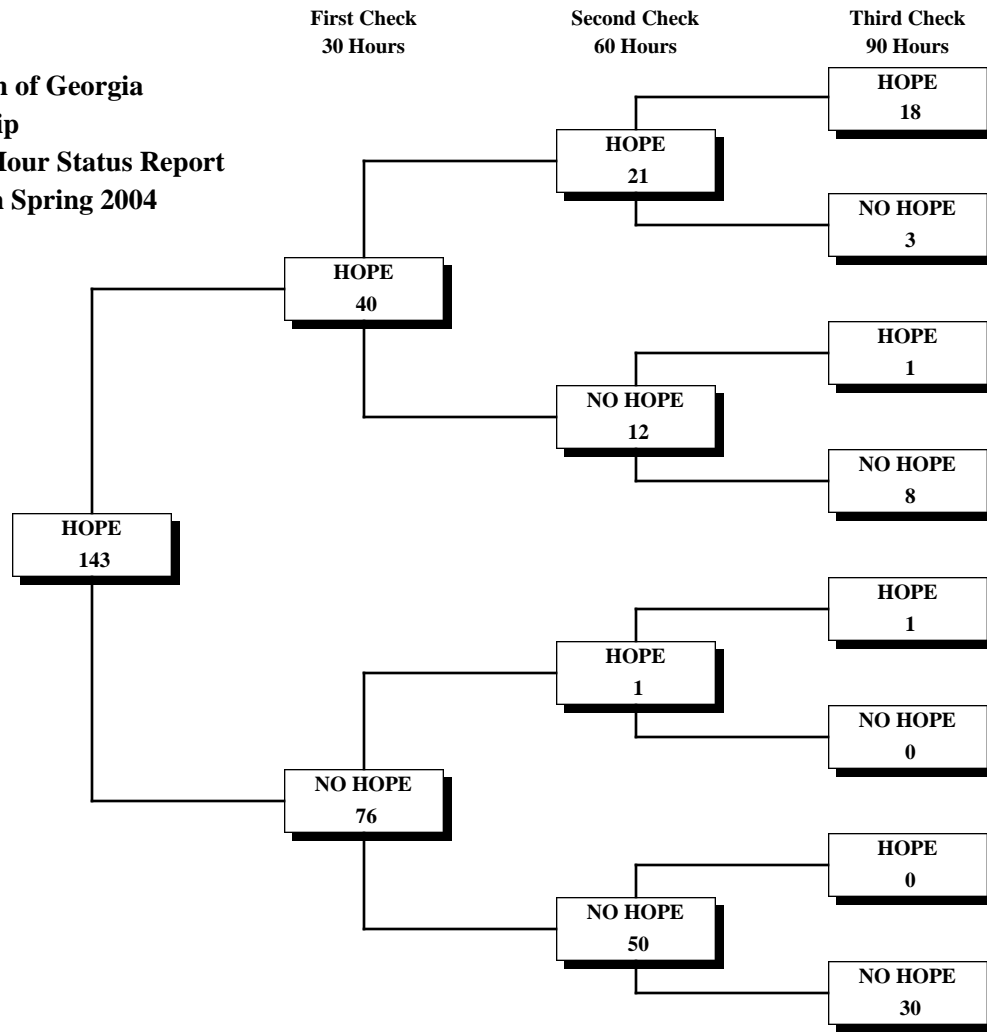 First Check
30 Hours
Second Check
60 Hours
Third Check
90 Hours
of Georgia
Hour Status Report
Spring 2004
HOPE
18
HOPE
21
NO HOPE
3
HOPE
40
HOPE
1
NO HOPE
12
NO HOPE
8
HOPE
143
HOPE
1
HOPE
1
NO HOPE
0
NO HOPE
76
HOPE
0
NO HOPE
50
NO HOPE
30